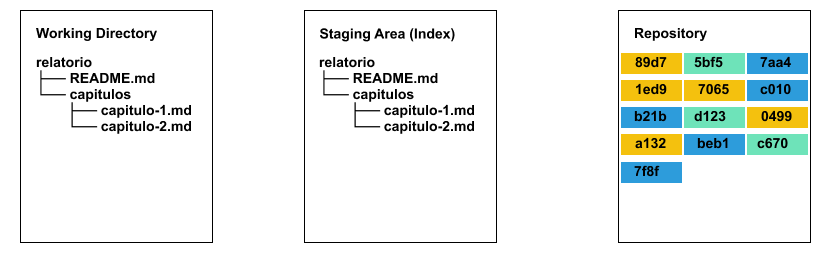 Working Directory
relatorio
README.md
capitulos
capitulo-1.md
capitulo-2.md
Staging Area (Index)
relatorio
README.md
capitulos
capitulo-1.md
capitulo-2.md
Repository
89d7 5bf5 7aa4
1ed9 7065 c010
b21b d123 0499
a132 beb1 c670
7f8f